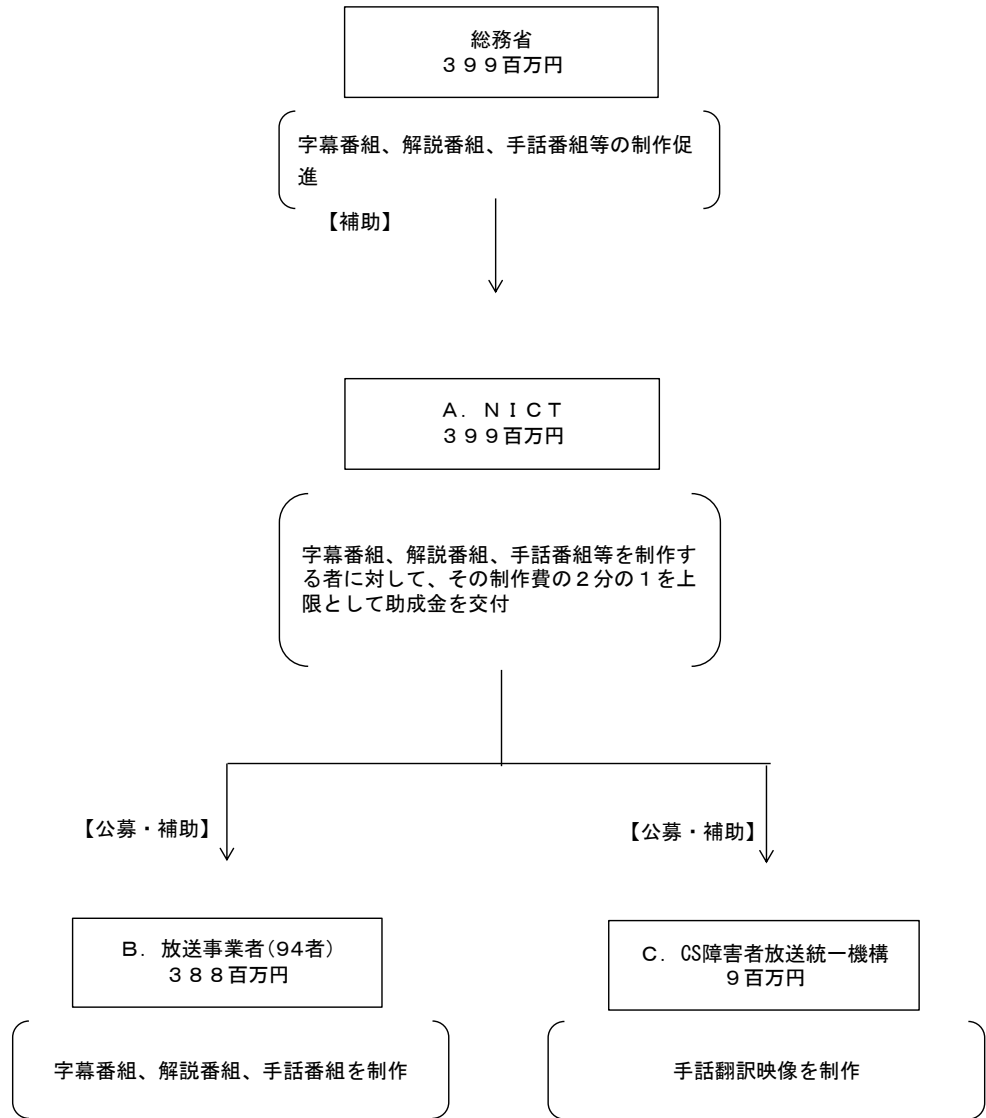 総務省
３９９百万円
字幕番組、解説番組、手話番組等の制作促
進
【補助】
Ａ．ＮＩＣＴ
３９９百万円
字幕番組、解説番組、手話番組等を制作す
る者に対して、その制作費の２分の１を上
限として助成金を交付
【公募・補助】
【公募・補助】
Ｂ．放送事業者(94者)
３８８百万円
Ｃ．CS障害者放送統一機構
９百万円
字幕番組、解説番組、手話番組を制作
手話翻訳映像を制作